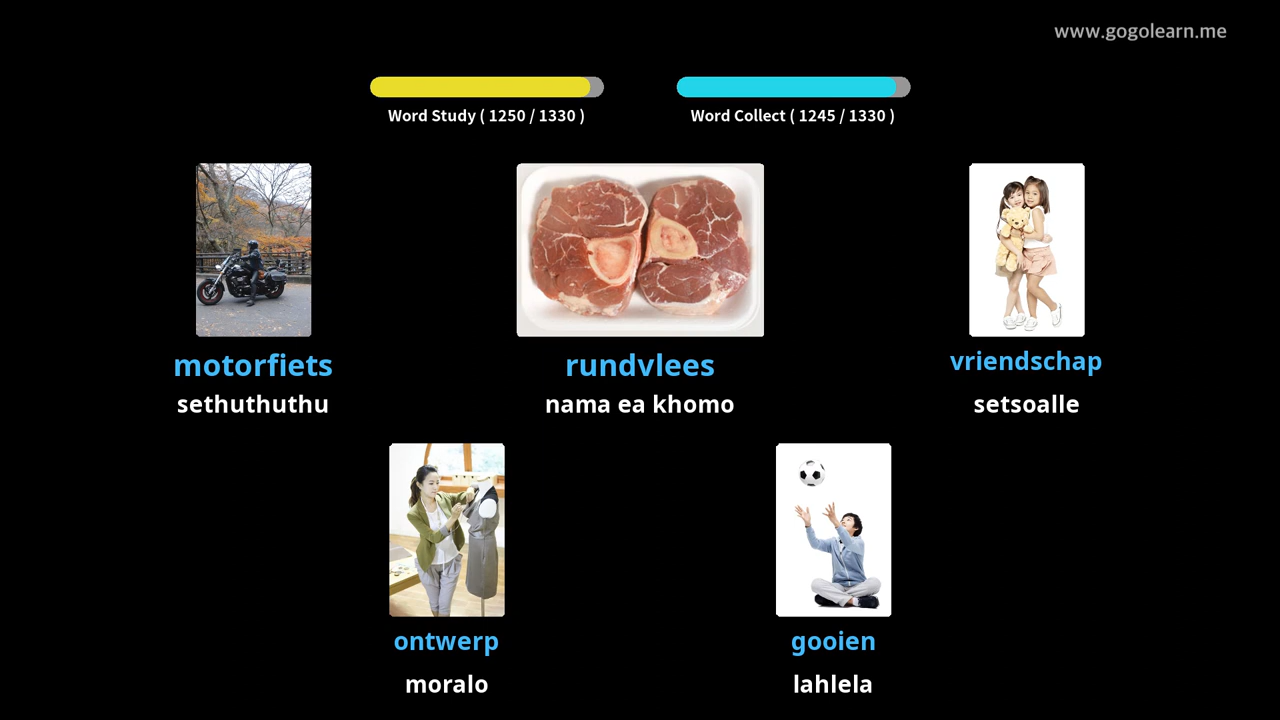 www.gogolearn.me
Word Study ( 1250 / 1330 )
Word Collect ( 1245 / 1330 )
motorfiets
sethuthuthu
rundvlees
nama ea khomo
vriendschap
setsoalle
ontwerp
moralo
gooien
lahlela